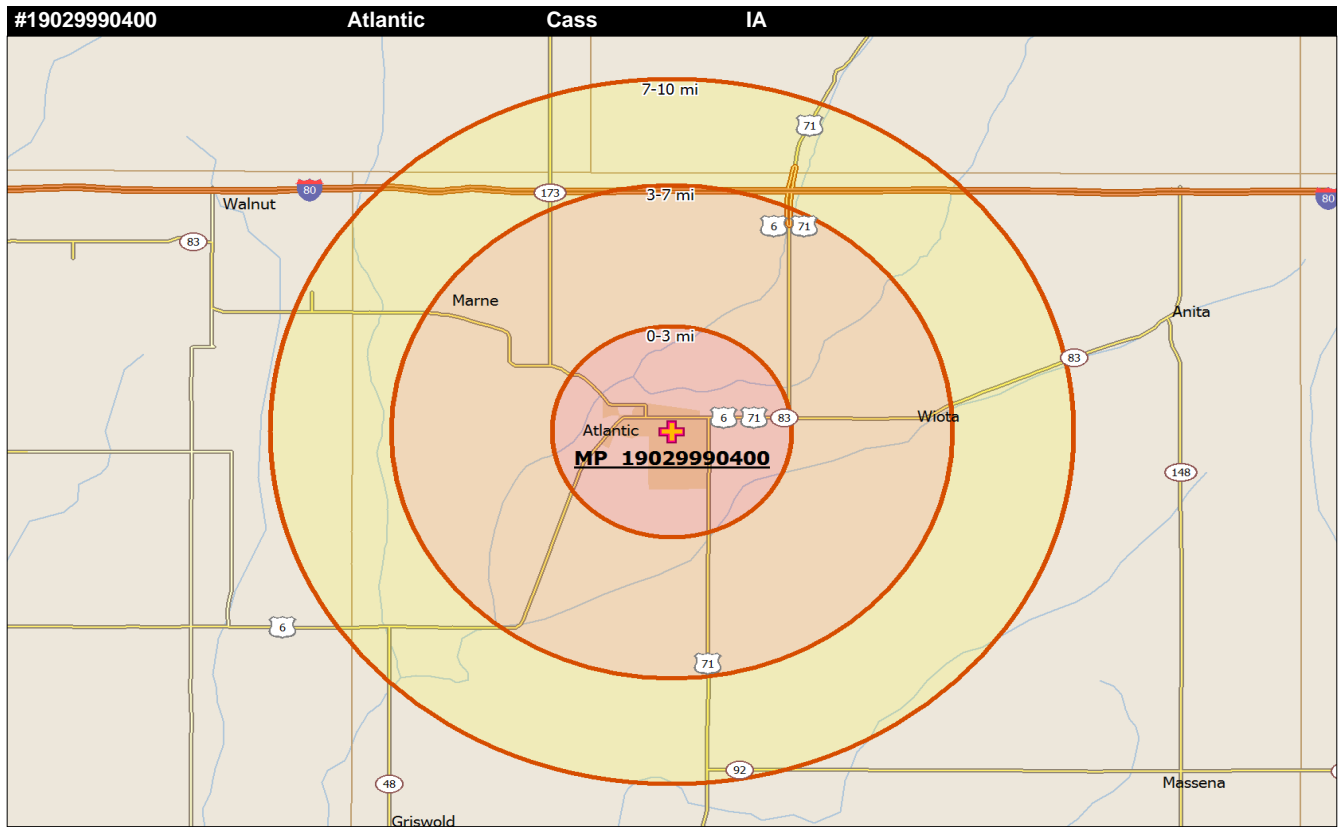 #19029990400 Atlantic Cass IA
7-10 mi
71
80
173
3-7 mi
80
Walnut
6 71
83
Marne
Anita
0-3 mi
83
6 71 83
Wiota
Atlantic
MP 19029990400
148
6
71
92
48
Massena
Griswold